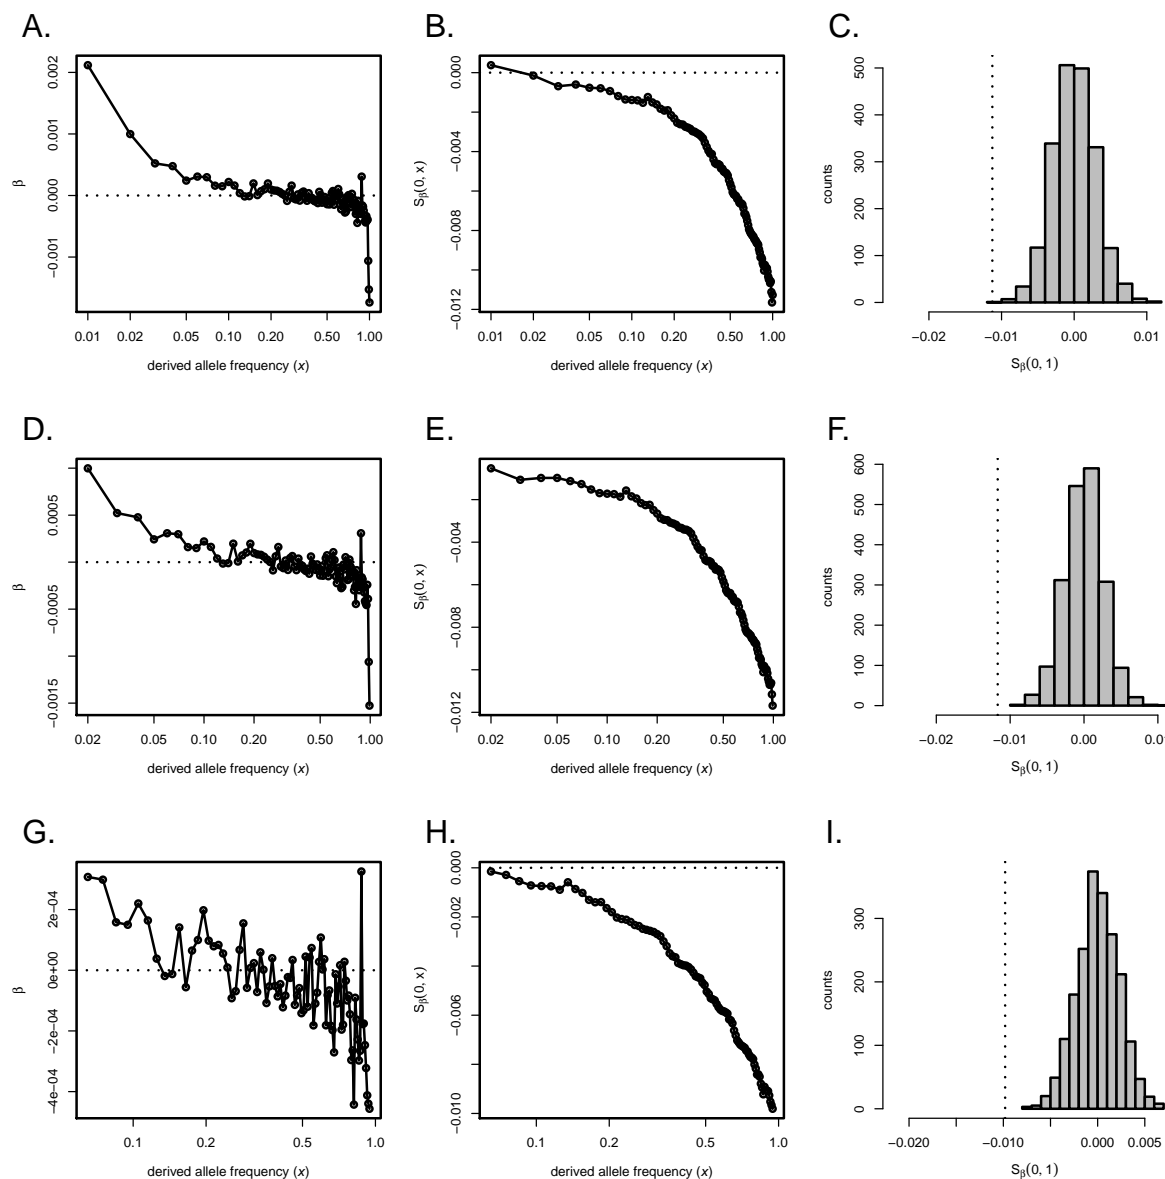 A.
B.
C.
β
0.002
0.001
0.000
−0.001
0.01 0.02 0.05 0.10 0.20 0.50 1.00
derived allele frequency (x)
Sβ(0, x)
0.000
−0.004
−0.008
−0.012
0.01 0.02 0.05 0.10 0.20 0.50 1.00
derived allele frequency (x)
counts
500
400
300
200
100
0
−0.02 −0.01 0.00 0.01
Sβ(0, 1)
D.
E.
F.
β
0.0005
−0.0005
−0.0015
0.02 0.05 0.10 0.20 0.50 1.00
derived allele frequency (x)
Sβ(0, x)
−0.004
−0.008
−0.012
0.02 0.05 0.10 0.20 0.50 1.00
derived allele frequency (x)
counts
600
500
400
300
200
100
0
−0.02 −0.01 0.00 0.01
Sβ(0, 1)
G.
H.
I.
β
2e−04
0e+00
−2e−04
−4e−04
0.1 0.2 0.5 1.0
derived allele frequency (x)
Sβ(0, x)
0.000
−0.002
−0.006
−0.010
0.1 0.2 0.5 1.0
derived allele frequency (x)
counts
300
200
100
0
−0.020 −0.010 0.000 0.005
Sβ(0, 1)